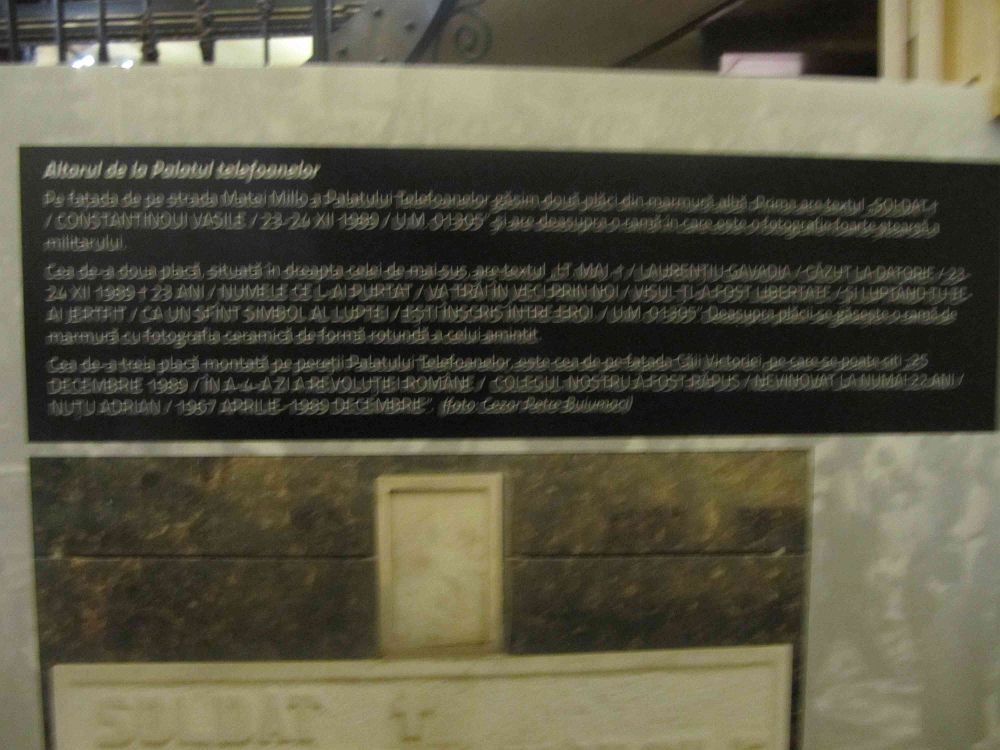 Altarul de la Palatul telefoanelor
Pe fațada de pe strada Matei Millo a Palatului Telefoanelor găsim două plăci din marmură albă. Prima are textul „SOLDAT †
/ CONSTANTINOUI VASILE / 23-24 XII 1989 / U.M. 01305” și are deasupra o ramă în care este o fotografie foarte ștearsă a
militarului.
Cea de-a doua placă, situată în dreapta celei de mai sus, are textul „LT. MAJ. † / LAURENȚIU GAVADIA / CĂZUT LA DATORIE / 23-
24 XII 1989 † 23 ANI / NUMELE CE L-AI PURTAT / VA TRĂI ÎN VECI PRIN NOI / VISUL ȚI-A FOST LIBERTATE / ȘI LUPTÂND TU TE-
AI JERTFIT / CA UN SFÎNT SIMBOL AL LUPTEI / EȘTI ÎNSCRIS ÎNTRE EROI / U.M. 01305” Deasupra plăcii se găsește o ramă de
marmură cu fotografia ceramică de formă rotundă a celui amintit.
Cea de-a treia placă montată pe pereții Palatului Telefoanelor, este cea de pe fațada Căii Victoriei, pe care se poate citi „25
DECEMBRIE 1989 / ÎN A-4-A ZI A REVOLUȚIEI ROMÂNE / COLEGUL NOSTRU A FOST RĂPUS / NEVINOVAT LA NUMAI 22 ANI /
NUȚU ADRIAN / 1967 APRILIE-1989 DECEMBRIE”. (foto: Cezar Petre Buiumaci)
SOLDAT †